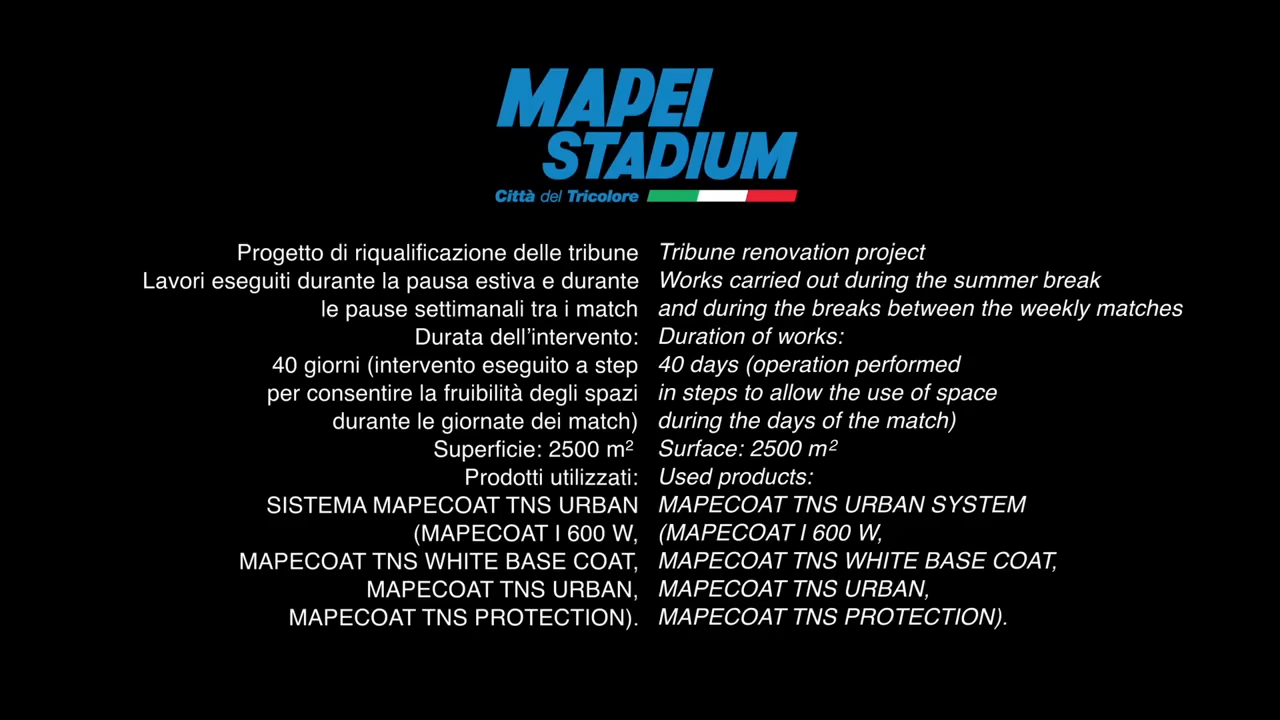 MAPEI
STADIUM
Città del Tricolore
Progetto di riqualificazione delle tribune
Lavori eseguiti durante la pausa estiva e durante
le pause settimanali tra i match
Durata dell'intervento:
40 giorni (intervento eseguito a step
per consentire la fruibilità degli spazi
durante le giornate dei match)
Superficie: 2500 m²
Prodotti utilizzati:
SISTEMA MAPECOAT TNS URBAN
(MAPECOAT I 600 W,
MAPECOAT TNS WHITE BASE COAT,
MAPECOAT TNS URBAN,
MAPECOAT TNS PROTECTION).
Tribune renovation project
Works carried out during the summer break
and during the breaks between the weekly matches
Duration of works:
40 days (operation performed
in steps to allow the use of space
during the days of the match)
Surface: 2500 m²
Used products:
MAPECOAT TNS URBAN SYSTEM
(MAPECOAT I 600 W,
MAPECOAT TNS WHITE BASE COAT,
MAPECOAT TNS URBAN,
MAPECOAT TNS PROTECTION).